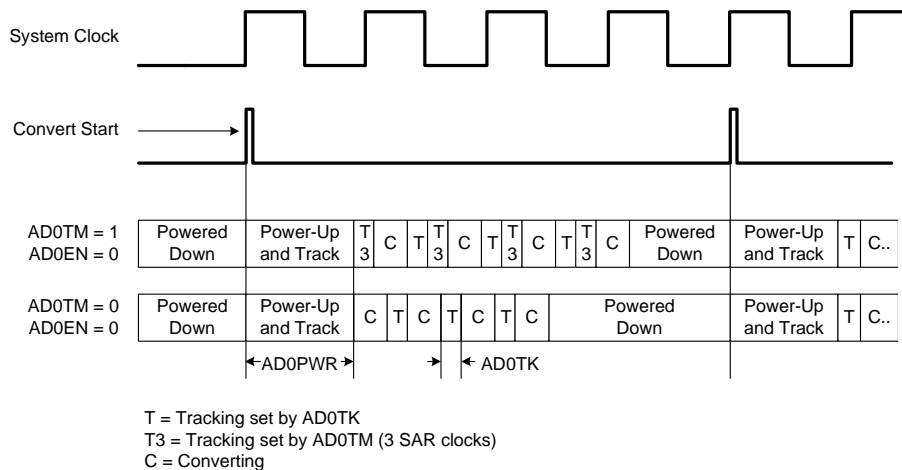 System Clock
Convert Start
AD0TM = 1
AD0EN = 0
Powered
Down
Power-Up
and Track
T
3
C
T
T
3
C
T
T
3
C
T
T
3
C
Powered
Down
Power-Up
and Track
T
C..
AD0TM = 0
AD0EN = 0
Powered
Down
Power-Up
and Track
C
T
C
T
C
T
C
Powered
Down
Power-Up
and Track
T
C..
AD0PWR
AD0TK
T = Tracking set by AD0TK
T3 = Tracking set by AD0TM (3 SAR clocks)
C = Converting